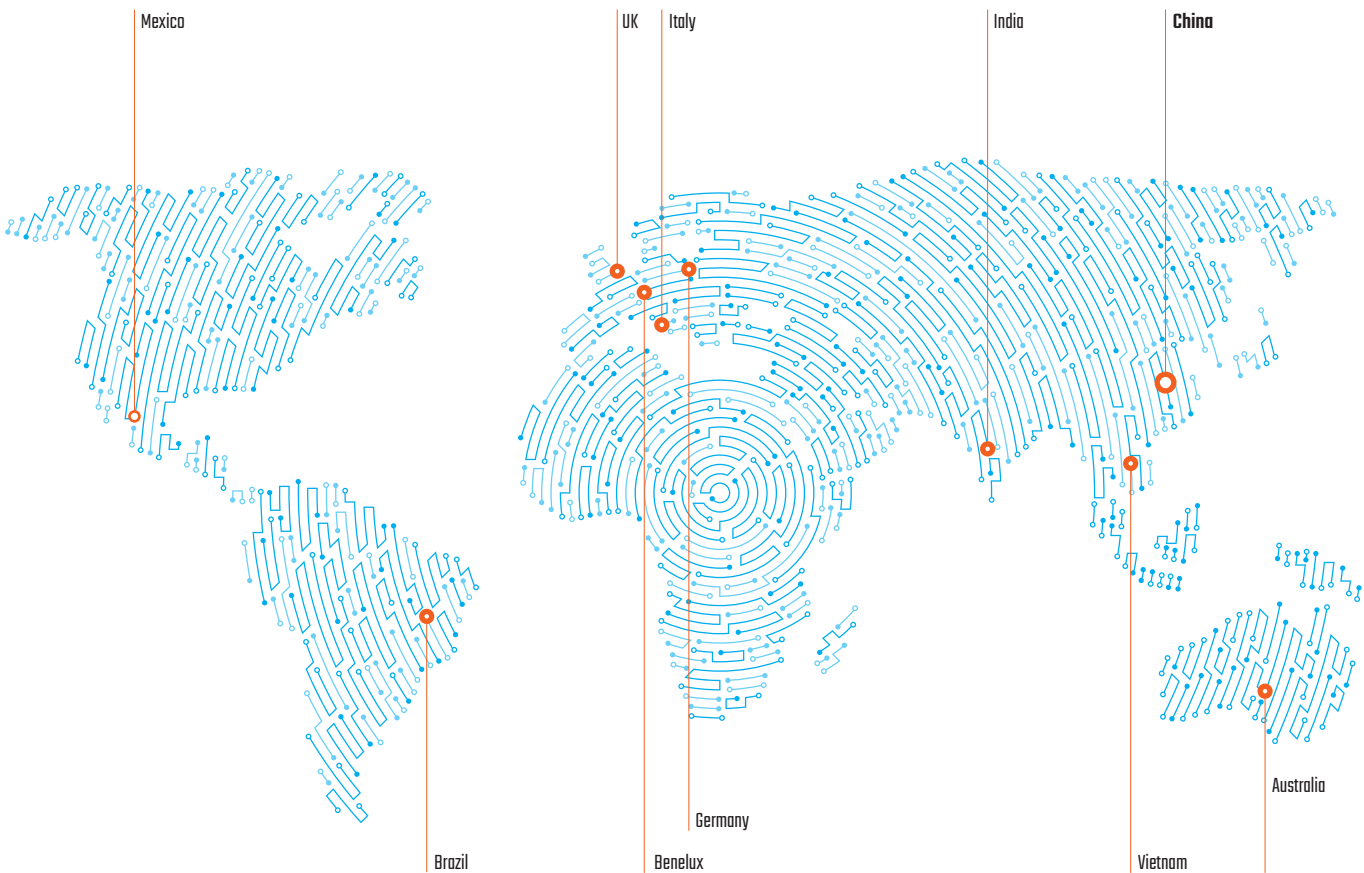 Mexico
UK
Italy
India
China
Australia
Germany
Brazil
Benelux
Vietnam